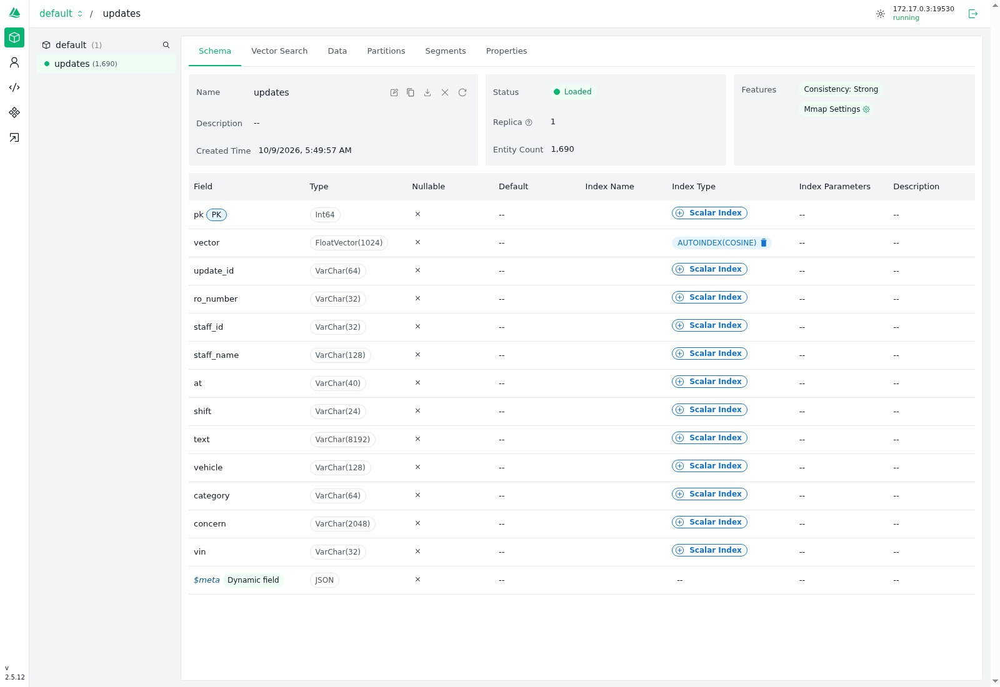 default / updates
172.17.0.3:19530
running
default (1)
updates (1,690)
Schema Vector Search Data Partitions Segments Properties
Name updates
Description --
Created Time 10/9/2026, 5:49:57 AM
Status Loaded
Replica 1
Entity Count 1,690
Features Consistency: Strong
Mmap Settings
Field Type Nullable Default Index Name Index Type Index Parameters Description
pk PK Int64 × -- Scalar Index -- --
vector FloatVector(1024) × -- AUTOINDEX(COSINE) -- --
update_id VarChar(64) × -- Scalar Index -- --
ro_number VarChar(32) × -- Scalar Index -- --
staff_id VarChar(32) × -- Scalar Index -- --
staff_name VarChar(128) × -- Scalar Index -- --
at VarChar(40) × -- Scalar Index -- --
shift VarChar(24) × -- Scalar Index -- --
text VarChar(8192) × -- Scalar Index -- --
vehicle VarChar(128) × -- Scalar Index -- --
category VarChar(64) × -- Scalar Index -- --
concern VarChar(2048) × -- Scalar Index -- --
vin VarChar(32) × -- Scalar Index -- --
$meta Dynamic field JSON × -- -- -- --
v
2.5.12